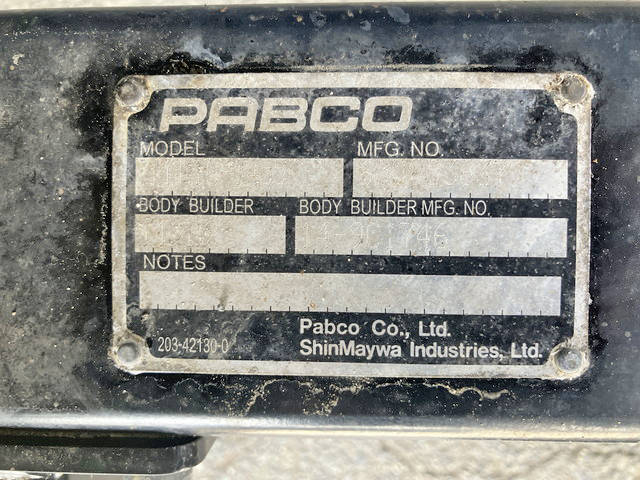 PABCO
MODEL MFG. NO.
BODY BUILDER BODY BUILDER MFG. NO.
NOTES
Pabco Co., Ltd.
203-42130-0 ShinMaywa Industries, Ltd.